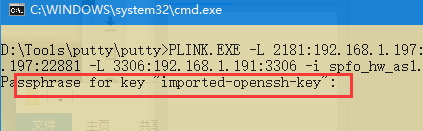 C:\WINDOWS\system32\cmd.exe
D:\Tools\putty\putty>PLINK.EXE -L 2181:192.168.1.197:
.197:22881 -L 3306:192.168.1.191:3306 -i spfo_hw_as1.
Passphrase for key "imported-openssh-key":
文件
主页
共享